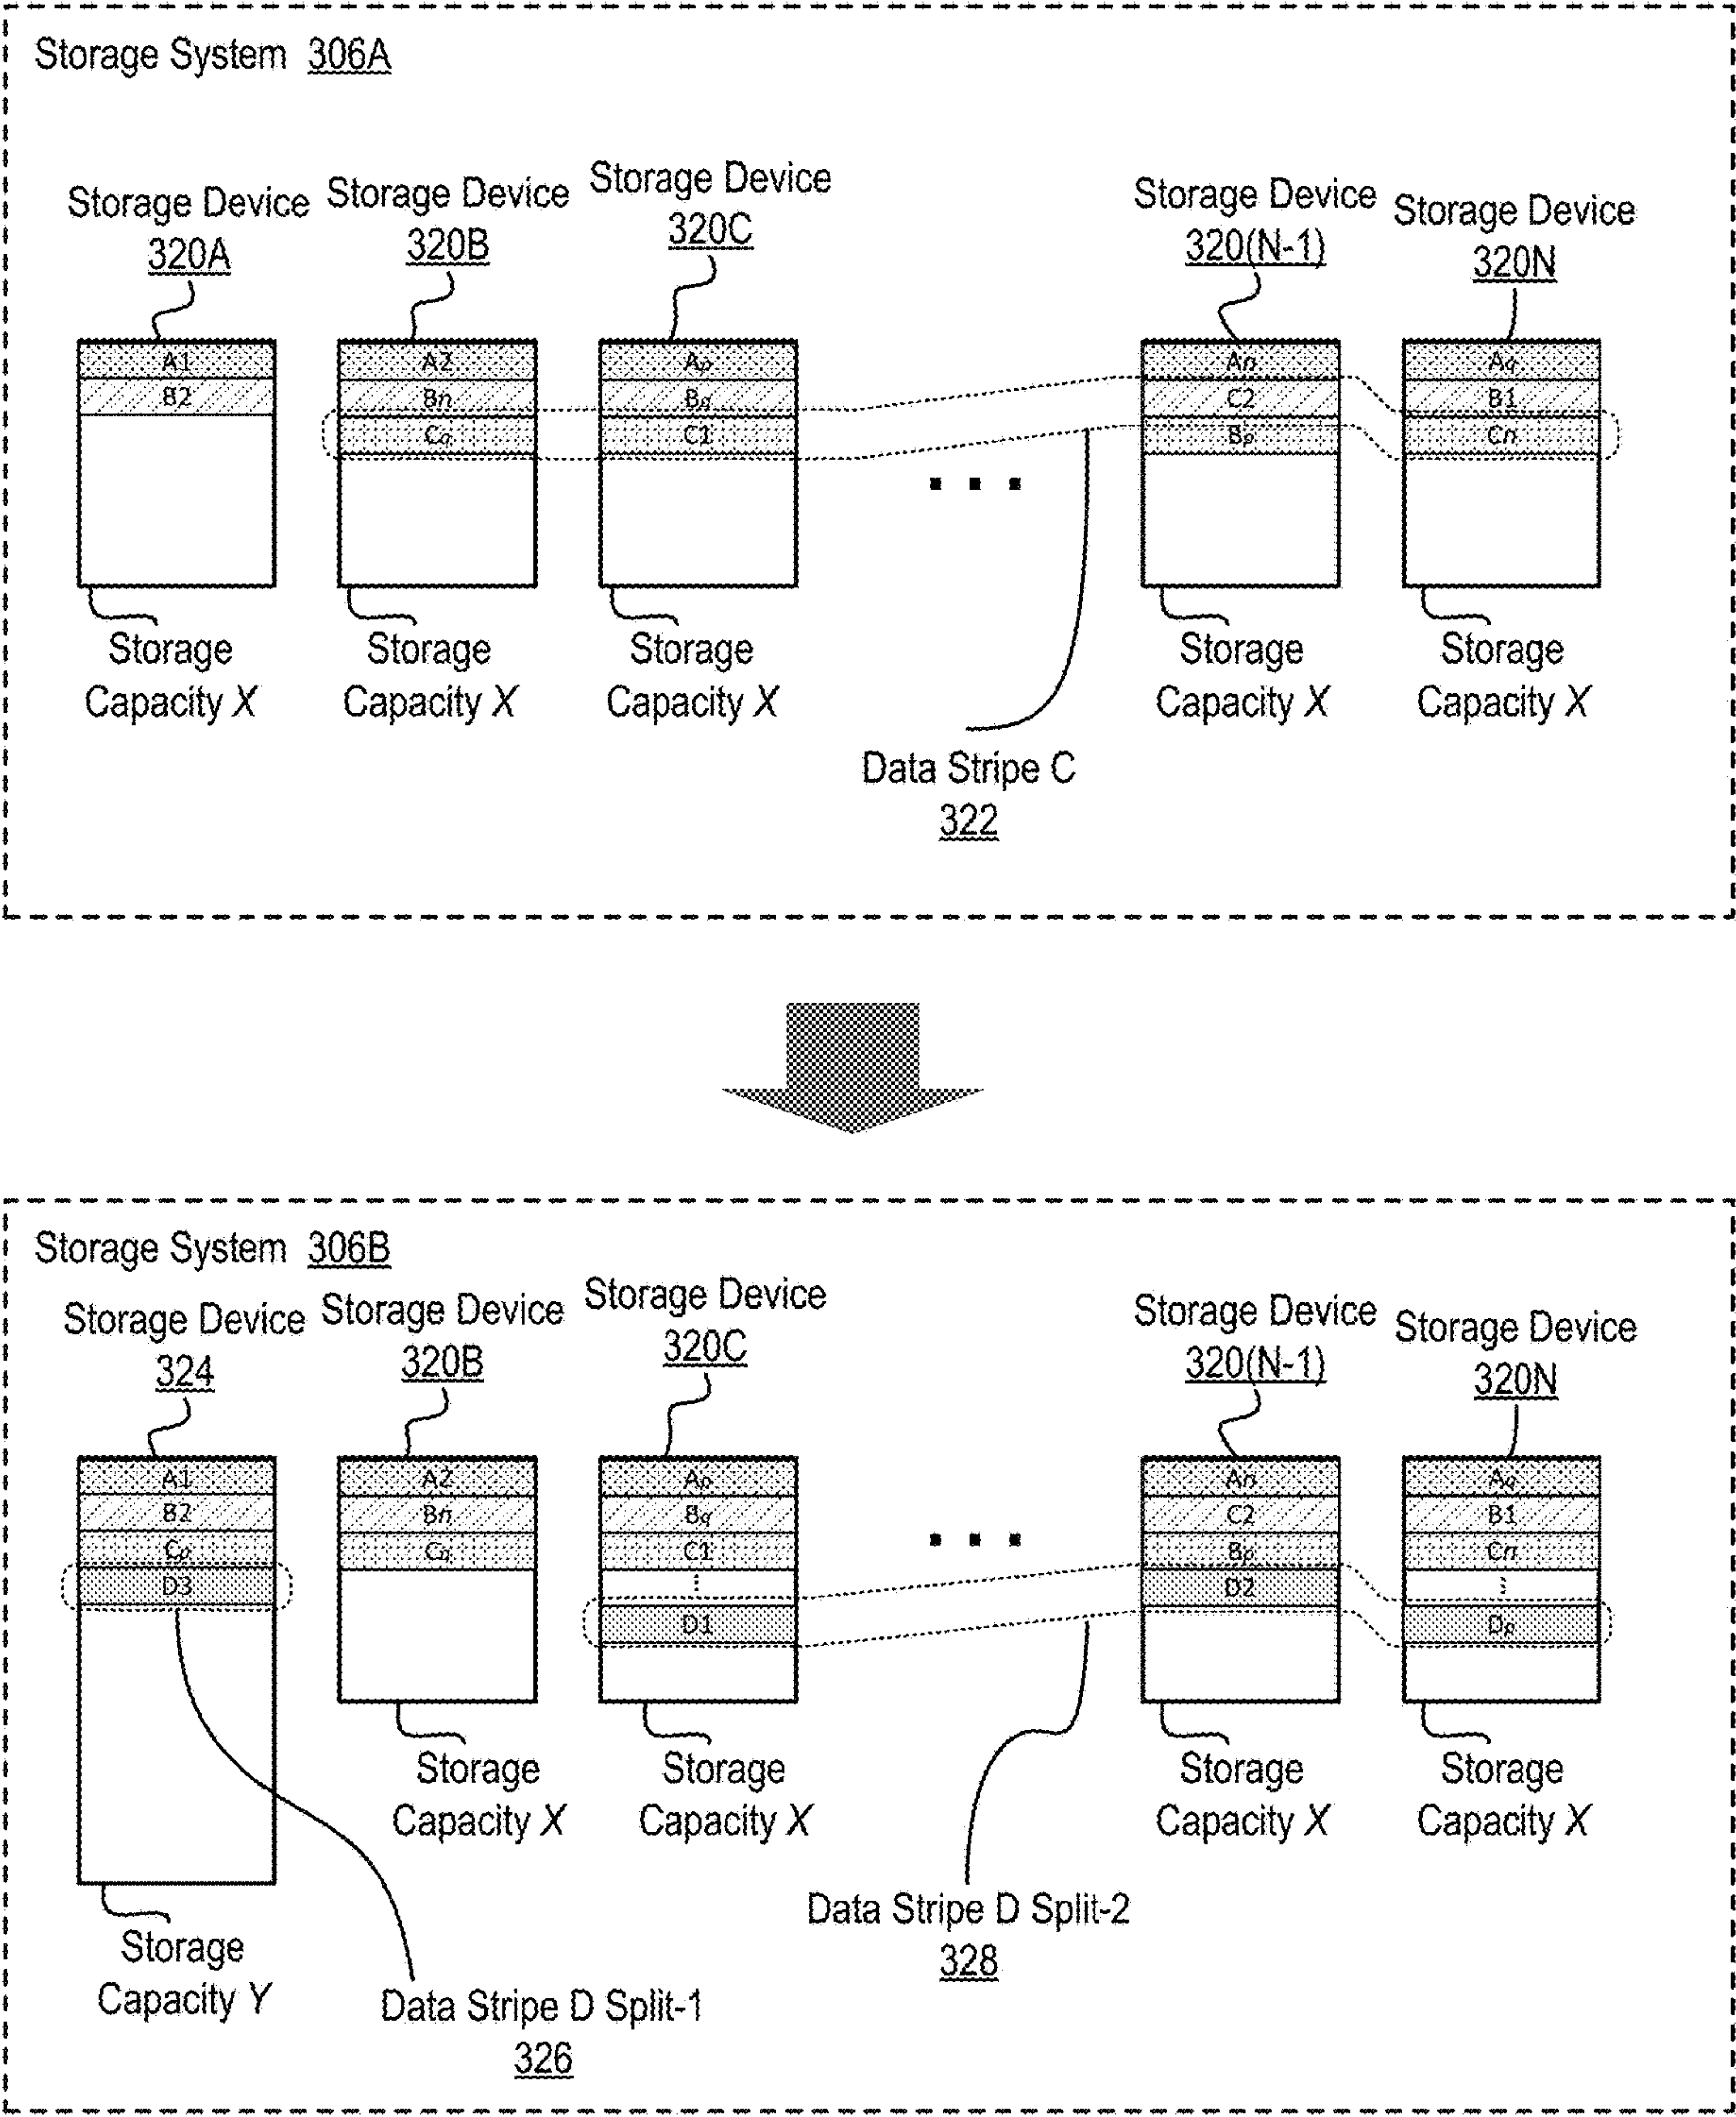 Storage System 306A
Storage Device
320A
Storage Device
320B
Storage Device
320C
Storage Device
320(N-1)
Storage Device
320N
A1
B2
A2
Bn
Cq
Ap
Bq
C1
An
C2
Bp
Aq
B1
Cn
. . .
Storage
Capacity X
Storage
Capacity X
Storage
Capacity X
Storage
Capacity X
Storage
Capacity X
Data Stripe C
322
Storage System 306B
Storage Device
324
Storage Device
320B
Storage Device
320C
Storage Device
320(N-1)
Storage Device
320N
A1
B2
Cp
D3
A2
Bn
Cq
Ap
Bq
C1
⋮
D1
An
C2
Bp
D2
Aq
B1
Cn
⋮
Dp
. . .
Storage
Capacity Y
Storage
Capacity X
Storage
Capacity X
Storage
Capacity X
Storage
Capacity X
Data Stripe D Split-1
326
Data Stripe D Split-2
328